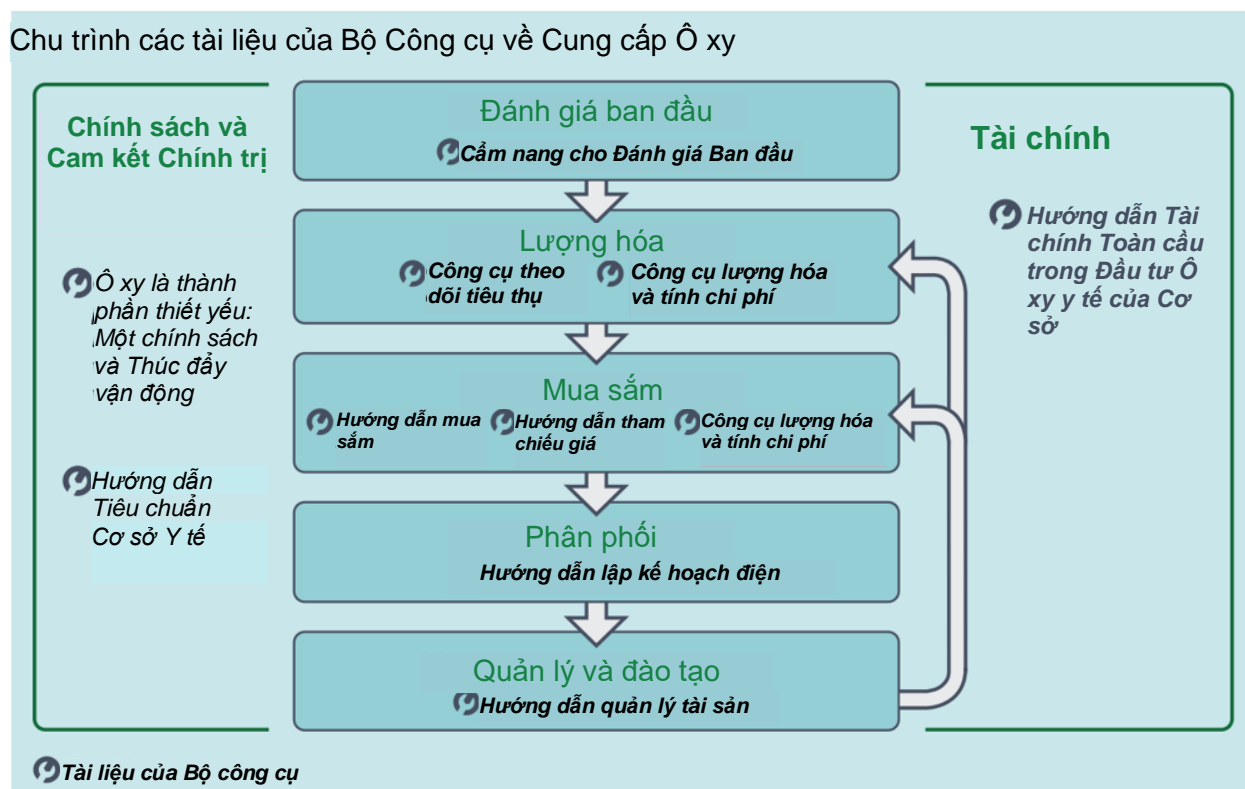 Chu trình các tài liệu của Bộ Công cụ về Cung cấp Ô xy
Chính sách và
Cam kết Chính trị
Ô xy là thành
phần thiết yếu:
Một chính sách
và Thúc đẩy
vận động
Hướng dẫn
Tiêu chuẩn
Cơ sở Y tế
Đánh giá ban đầu
Cẩm nang cho Đánh giá Ban đầu
Lượng hóa
Công cụ theo
dõi tiêu thụ
Công cụ lượng hóa
và tính chi phí
Mua sắm
Hướng dẫn mua
sắm
Hướng dẫn tham
chiếu giá
Công cụ lượng hóa
và tính chi phí
Phân phối
Hướng dẫn lập kế hoạch điện
Quản lý và đào tạo
Hướng dẫn quản lý tài sản
Tài chính
Hướng dẫn Tài
chính Toàn cầu
trong Đầu tư Ô
xy y tế của Cơ
sở
Tài liệu của Bộ công cụ